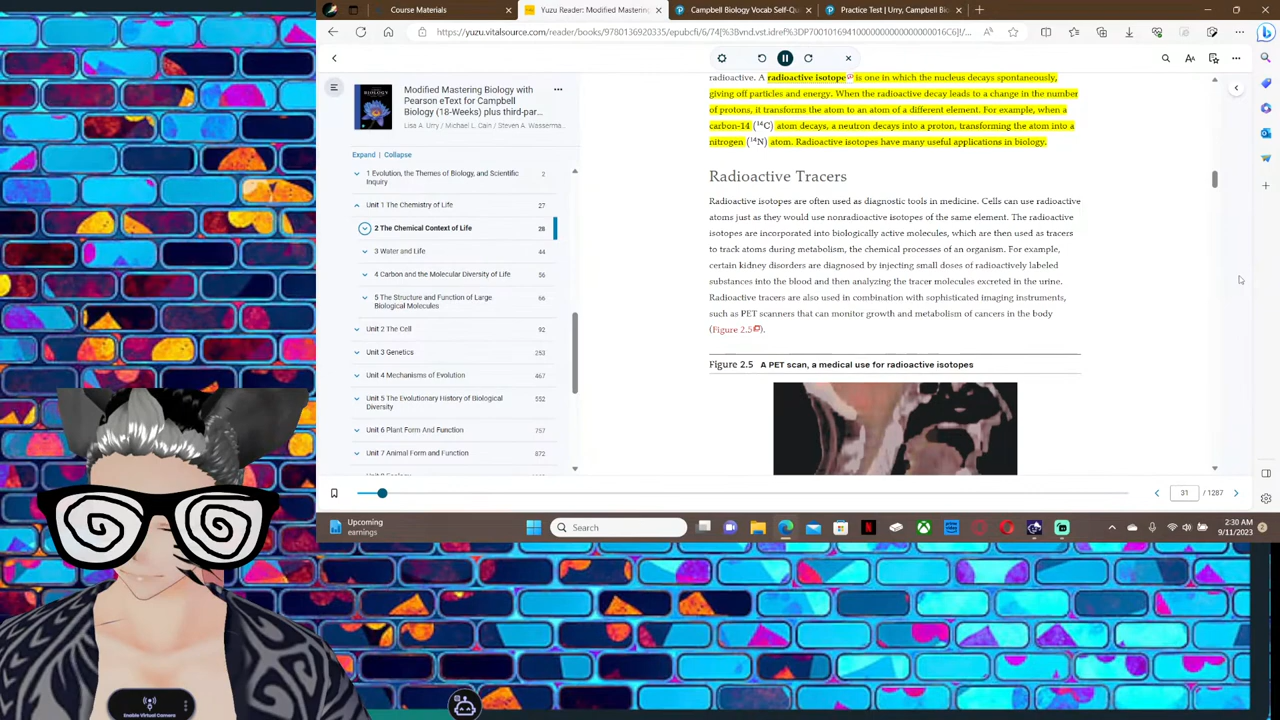 Course Materials
Yuzu Reader: Modified Mastering
Campbell Biology Vocab Self-Qu
Practice Test | Urry, Campbell Bi
Modified Mastering Biology with
Pearson eText for Campbell
Biology (18-Weeks) plus third-par...
Lisa A. Urry / Michael L. Cain / Steven A. Wasserma...
Expand | Collapse
1 Evolution, the Themes of Biology, and Scientific 2
Inquiry
Unit 1 The Chemistry of Life 27
2 The Chemical Context of Life 28
3 Water and Life 44
4 Carbon and the Molecular Diversity of Life 56
5 The Structure and Function of Large 66
Biological Molecules
Unit 2 The Cell 92
Unit 3 Genetics 253
Unit 4 Mechanisms of Evolution 467
Unit 5 The Evolutionary History of Biological 552
Diversity
Unit 6 Plant Form And Function 757
Unit 7 Animal Form and Function 872
radioactive. A radioactive isotope is one in which the nucleus decays spontaneously,
giving off particles and energy. When the radioactive decay leads to a change in the number
of protons, it transforms the atom to an atom of a different element. For example, when a
carbon-14 (¹⁴C) atom decays, a neutron decays into a proton, transforming the atom into a
nitrogen (¹⁴N) atom. Radioactive isotopes have many useful applications in biology.
Radioactive Tracers
Radioactive isotopes are often used as diagnostic tools in medicine. Cells can use radioactive
atoms just as they would use nonradioactive isotopes of the same element. The radioactive
isotopes are incorporated into biologically active molecules, which are then used as tracers
to track atoms during metabolism, the chemical processes of an organism. For example,
certain kidney disorders are diagnosed by injecting small doses of radioactively labeled
substances into the blood and then analyzing the tracer molecules excreted in the urine.
Radioactive tracers are also used in combination with sophisticated imaging instruments,
such as PET scanners that can monitor growth and metabolism of cancers in the body
(Figure 2.5).
Figure 2.5 A PET scan, a medical use for radioactive isotopes
31 / 1287
Upcoming
earnings
Search
2:30 AM
9/11/2023
Enable Virtual Camera